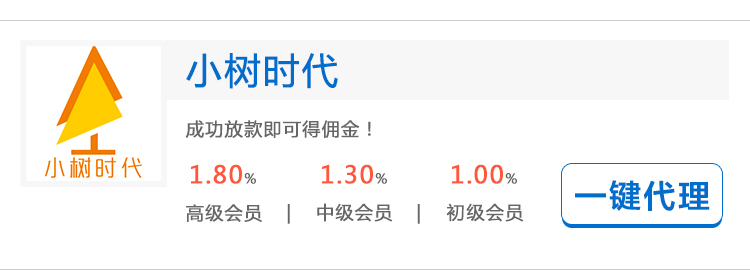 小树时代
小树时代
成功放款即可得佣金！
1.80% 1.30% 1.00%
高级会员 | 中级会员 | 初级会员
一键代理